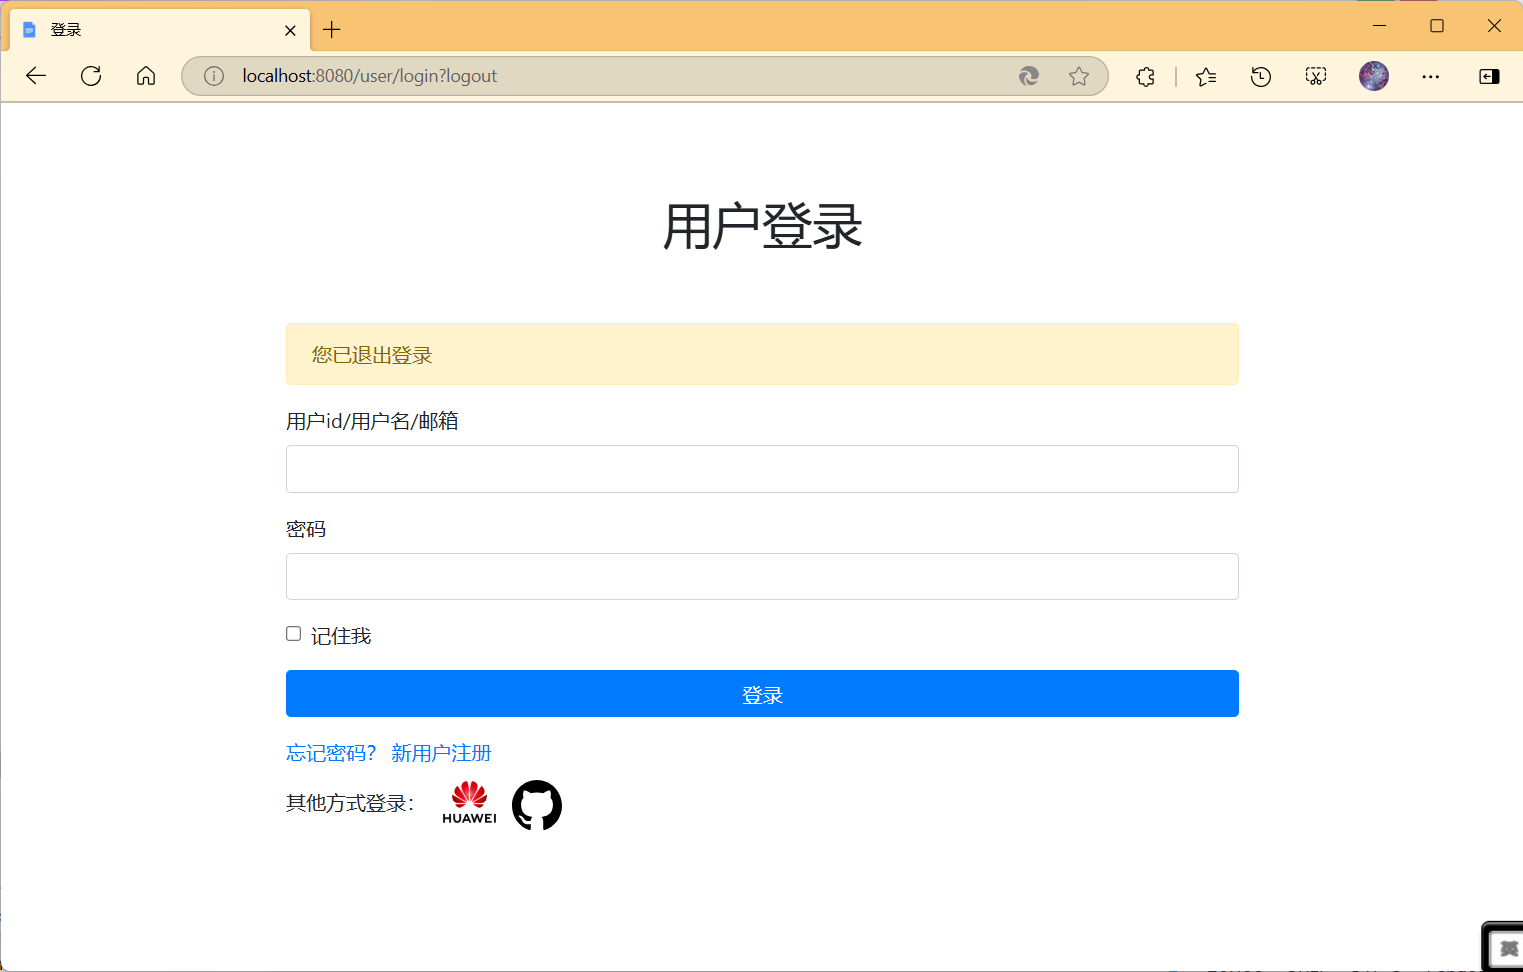 登录
localhost:8080/user/login?logout
用户登录
您已退出登录
用户id/用户名/邮箱
密码
记住我
登录
忘记密码? 新用户注册
其他方式登录：
HUAWEI
英